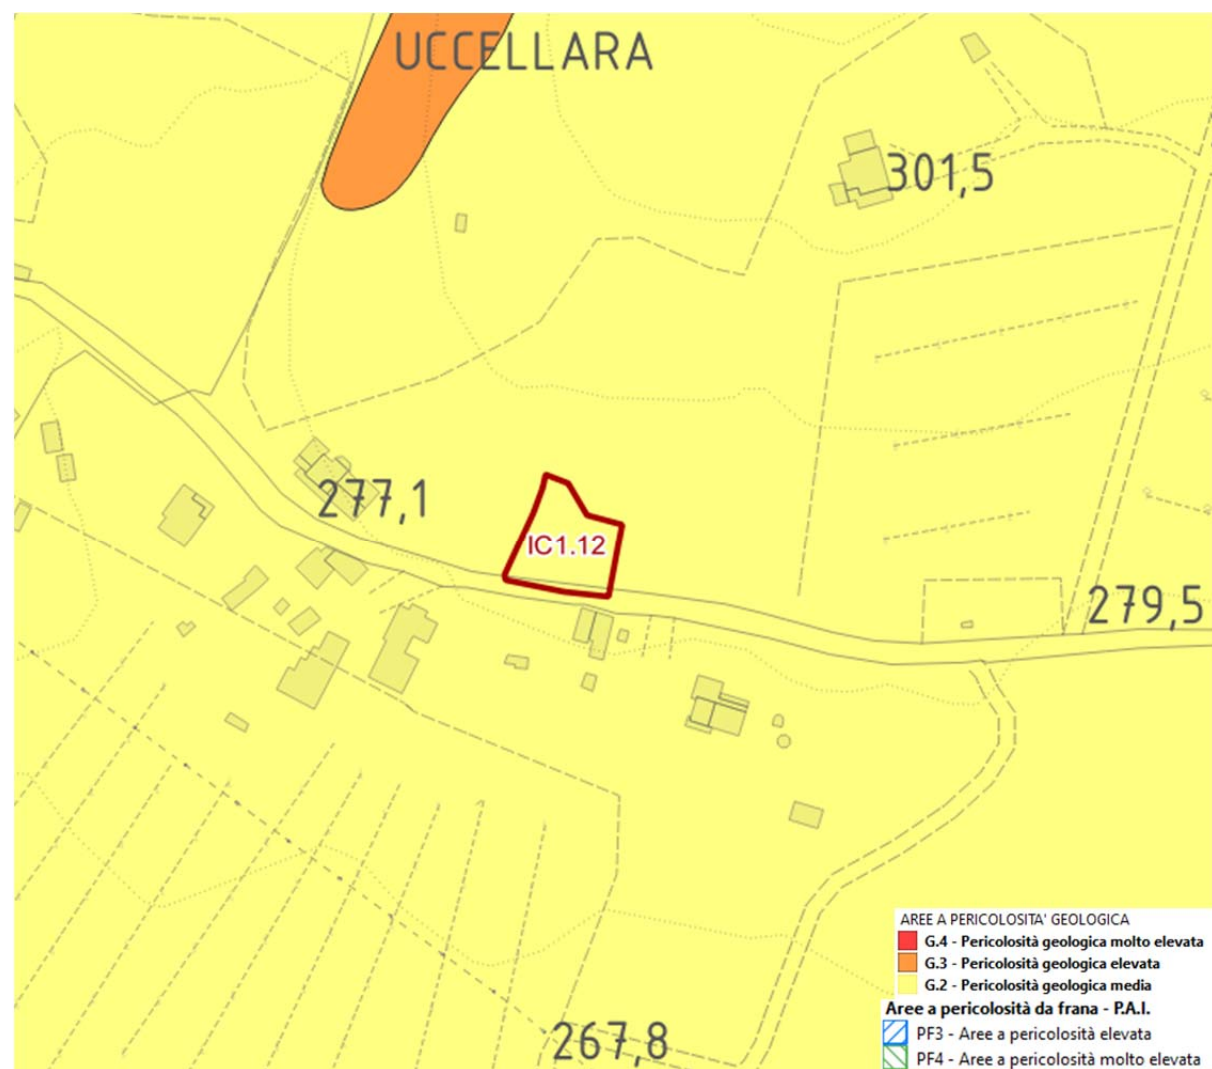 UCCELLARA
301,5
277,1
IC1.12
279,5
267,8
AREE A PERICOLOSITA' GEOLOGICA
G.4 - Pericolosità geologica molto elevata
G.3 - Pericolosità geologica elevata
G.2 - Pericolosità geologica media
Aree a pericolosità da frana - P.A.I.
PF3 - Aree a pericolosità elevata
PF4 - Aree a pericolosità molto elevata